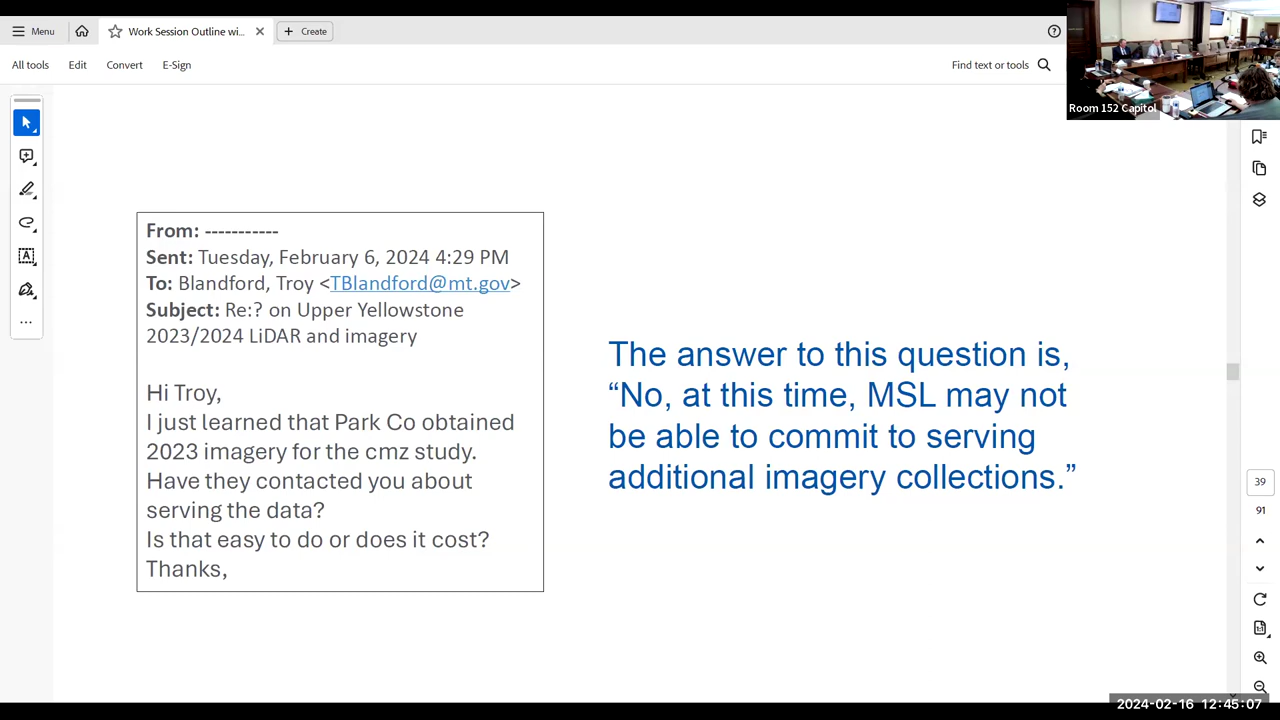 Menu
Work Session Outline wi...
Create
All tools
Edit
Convert
E-Sign
Find text or tools
Room 152 Capitol
From: -----------
Sent: Tuesday, February 6, 2024 4:29 PM
To: Blandford, Troy <TBlandford@mt.gov>
Subject: Re:? on Upper Yellowstone
2023/2024 LiDAR and imagery
Hi Troy,
I just learned that Park Co obtained
2023 imagery for the cmz study.
Have they contacted you about
serving the data?
Is that easy to do or does it cost?
Thanks,
The answer to this question is,
“No, at this time, MSL may not
be able to commit to serving
additional imagery collections.”
39
91
2024-02-16 12:45:07